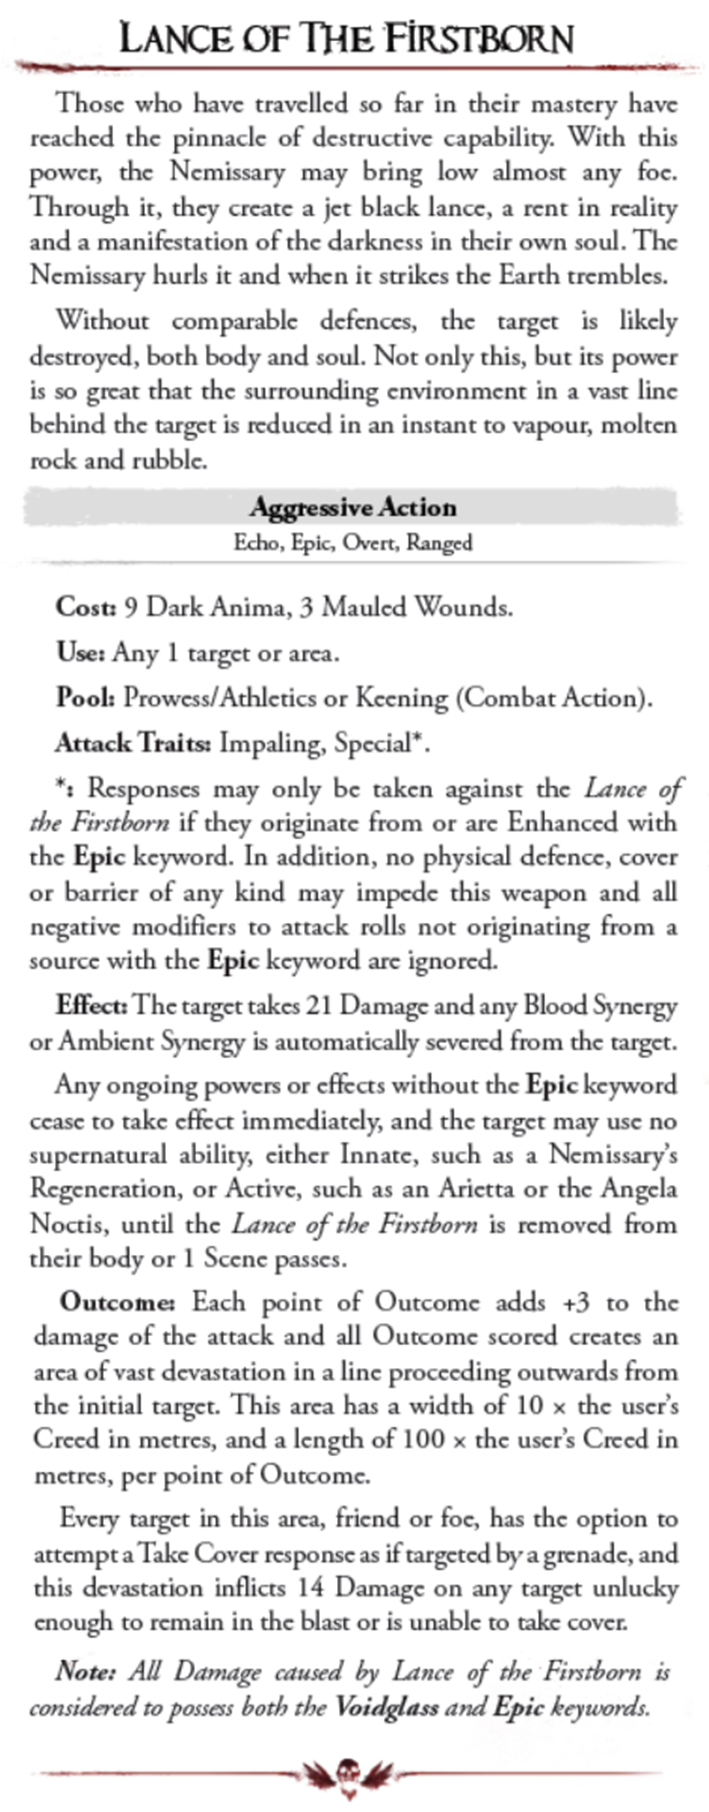 Lance of The Firstborn
Those who have travelled so far in their mastery have
reached the pinnacle of destructive capability. With this
power, the Nemissary may bring low almost any foe.
Through it, they create a jet black lance, a rent in reality
and a manifestation of the darkness in their own soul. The
Nemissary hurls it and when it strikes the Earth trembles.
Without comparable defences, the target is likely
destroyed, both body and soul. Not only this, but its power
is so great that the surrounding environment in a vast line
behind the target is reduced in an instant to vapour, molten
rock and rubble.
Aggressive Action
Echo, Epic, Overt, Ranged
Cost: 9 Dark Anima, 3 Mauled Wounds.
Use: Any 1 target or area.
Pool: Prowess/Athletics or Keening (Combat Action).
Attack Traits: Impaling, Special*.
*: Responses may only be taken against the Lance of
the Firstborn if they originate from or are Enhanced with
the Epic keyword. In addition, no physical defence, cover
or barrier of any kind may impede this weapon and all
negative modifiers to attack rolls not originating from a
source with the Epic keyword are ignored.
Effect: The target takes 21 Damage and any Blood Synergy
or Ambient Synergy is automatically severed from the target.
Any ongoing powers or effects without the Epic keyword
cease to take effect immediately, and the target may use no
supernatural ability, either Innate, such as a Nemissary's
Regeneration, or Active, such as an Arietta or the Angela
Noctis, until the Lance of the Firstborn is removed from
their body or 1 Scene passes.
Outcome: Each point of Outcome adds +3 to the
damage of the attack and all Outcome scored creates an
area of vast devastation in a line proceeding outwards from
the initial target. This area has a width of 10 × the user's
Creed in metres, and a length of 100 × the user's Creed in
metres, per point of Outcome.
Every target in this area, friend or foe, has the option to
attempt a Take Cover response as if targeted by a grenade, and
this devastation inflicts 14 Damage on any target unlucky
enough to remain in the blast or is unable to take cover.
Note: All Damage caused by Lance of the Firstborn is
considered to possess both the Voidglass and Epic keywords.